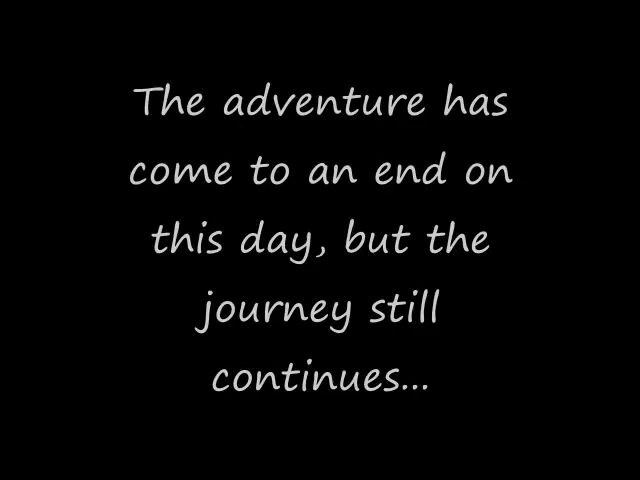 The adventure has
come to an end on
this day, but the
journey still
continues...